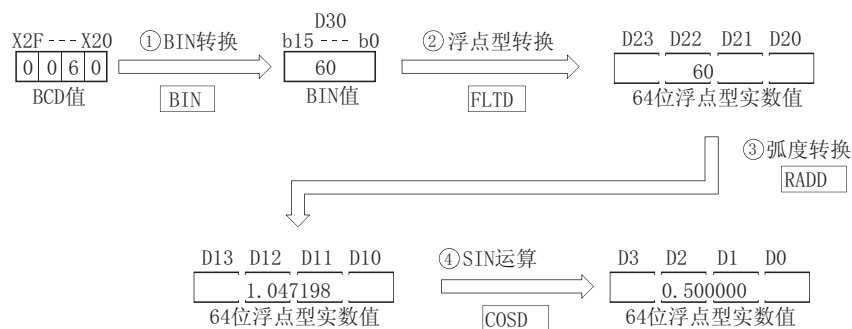 D30
X2F --- X20 ①BIN转换 b15 --- b0 ②浮点型转换 D23 D22 D21 D20
0 0 6 0 60 60
BCD值 BIN BIN值 FLTD 64位浮点型实数值
③弧度转换
RADD
D13 D12 D11 D10 ④SIN运算 D3 D2 D1 D0
1.047198 0.500000
64位浮点型实数值 COSD 64位浮点型实数值